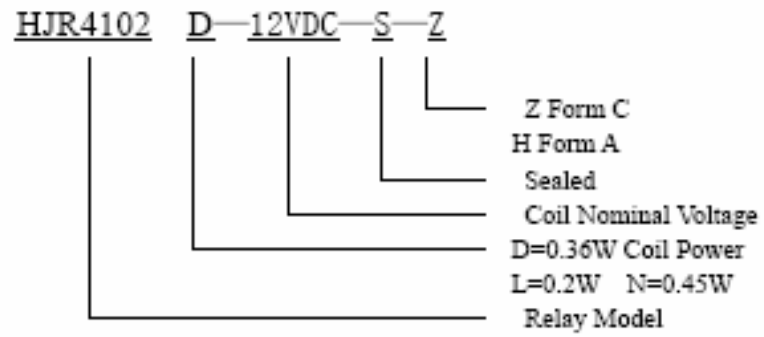 HJR4102 D—12VDC—S—Z
Z Form C
H Form A
Sealed
Coil Nominal Voltage
D=0.36W Coil Power
L=0.2W N=0.45W
Relay Model